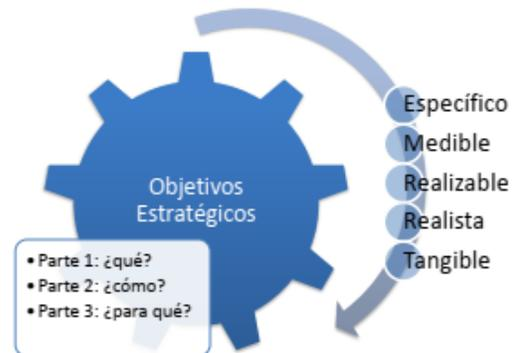 Objetivos
Estratégicos
• Parte 1: ¿qué?
• Parte 2: ¿cómo?
• Parte 3: ¿para qué?
Específico
Medible
Realizable
Realista
Tangible